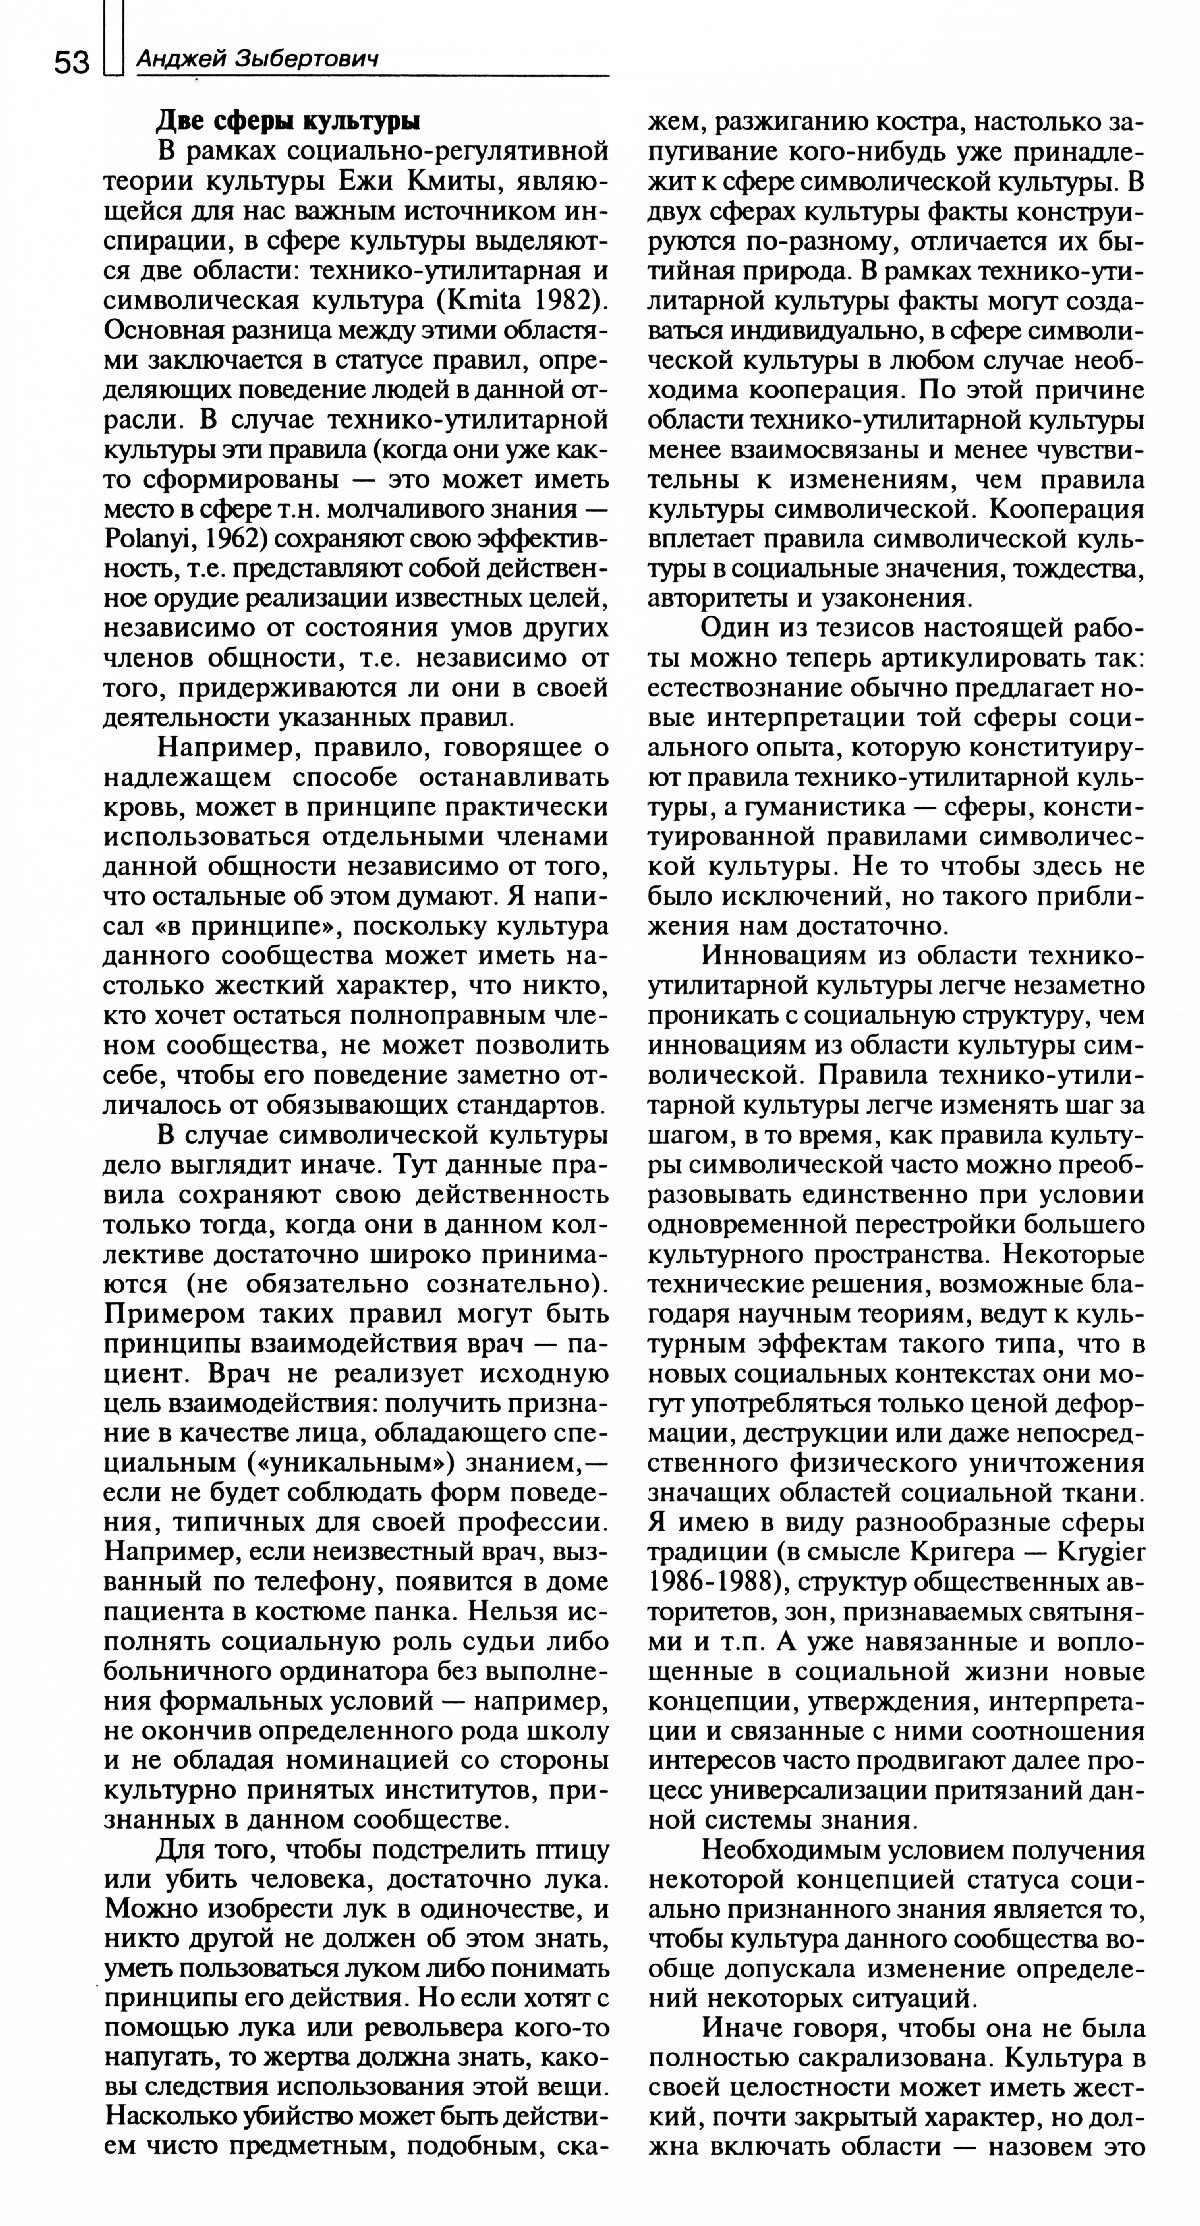 53
Анджей Зыбертович
Две сферы культуры
В рамках социально-регулятивной
теории культуры Ежи Кмиты, являю-
щейся для нас важным источником ин-
спирации, в сфере культуры выделяют-
ся две области: технико-утилитарная и
символическая культура (Kmita 1982).
Основная разница между этими областя-
ми заключается в статусе правил, опре-
деляющих поведение людей в данной от-
расли. В случае технико-утилитарной
культуры эти правила (когда они уже как-
то сформированы — это может иметь
место в сфере т.н. молчаливого знания —
Polanyi, 1962) сохраняют свою эффектив-
ность, т.е. представляют собой действен-
ное орудие реализации известных целей,
независимо от состояния умов других
членов общности, т.е. независимо от
того, придерживаются ли они в своей
деятельности указанных правил.
Например, правило, говорящее о
надлежащем способе останавливать
кровь, может в принципе практически
использоваться отдельными членами
данной общности независимо от того,
что остальные об этом думают. Я напи-
сал «в принципе», поскольку культура
данного сообщества может иметь на-
столько жесткий характер, что никто,
кто хочет остаться полноправным чле-
ном сообщества, не может позволить
себе, чтобы его поведение заметно от-
личалось от обязывающих стандартов.
В случае символической культуры
дело выглядит иначе. Тут данные пра-
вила сохраняют свою действенность
только тогда, когда они в данном кол-
лективе достаточно широко принима-
ются (не обязательно сознательно).
Примером таких правил могут быть
принципы взаимодействия врач — па-
циент. Врач не реализует исходную
цель взаимодействия: получить призна-
ние в качестве лица, обладающего спе-
циальным («уникальным») знанием,—
если не будет соблюдать форм поведе-
ния, типичных для своей профессии.
Например, если неизвестный врач, выз-
ванный по телефону, появится в доме
пациента в костюме панка. Нельзя ис-
полнять социальную роль судьи либо
больничного ординатора без выполне-
ния формальных условий — например,
не окончив определенного рода школу
и не обладая номинацией со стороны
культурно принятых институтов, при-
знанных в данном сообществе.
Для того, чтобы подстрелить птицу
или убить человека, достаточно лука.
Можно изобрести лук в одиночестве, и
никто другой не должен об этом знать,
уметь пользоваться луком либо понимать
принципы его действия. Но если хотят с
помощью лука или револьвера кого-то
напугать, то жертва должна знать, како-
вы следствия использования этой вещи.
Насколько убийство может быть действи-
ем чисто предметным, подобным, ска-
жем, разжиганию костра, настолько за-
пугивание кого-нибудь уже принадле-
жит к сфере символической культуры. В
двух сферах культуры факты конструи-
руются по-разному, отличается их бы-
тийная природа. В рамках технико-ути-
литарной культуры факты могут созда-
ваться индивидуально, в сфере символи-
ческой культуры в любом случае необ-
ходима кооперация. По этой причине
области технико-утилитарной культуры
менее взаимосвязаны и менее чувстви-
тельны к изменениям, чем правила
культуры символической. Кооперация
вплетает правила символической куль-
туры в социальные значения, тождества,
авторитеты и узаконения.
Один из тезисов настоящей рабо-
ты можно теперь артикулировать так:
естествознание обычно предлагает но-
вые интерпретации той сферы соци-
ального опыта, которую конституиру-
ют правила технико-утилитарной куль-
туры, а гуманистика — сферы, консти-
туированной правилами символичес-
кой культуры. Не то чтобы здесь не
было исключений, но такого прибли-
жения нам достаточно.
Инновациям из области технико-
утилитарной культуры легче незаметно
проникать с социальную структуру, чем
инновациям из области культуры сим-
волической. Правила технико-утили-
тарной культуры легче изменять шаг за
шагом, в то время, как правила культу-
ры символической часто можно преоб-
разовывать единственно при условии
одновременной перестройки большего
культурного пространства. Некоторые
технические решения, возможные бла-
годаря научным теориям, ведут к куль-
турным эффектам такого типа, что в
новых социальных контекстах они мо-
гут употребляться только ценой дефор-
мации, деструкции или даже непосред-
ственного физического уничтожения
значащих областей социальной ткани.
Я имею в виду разнообразные сферы
традиции (в смысле Кригера — Krygier
1986-1988), структур общественных ав-
торитетов, зон, признаваемых святыня-
ми и т.п. А уже навязанные и вопло-
щенные в социальной жизни новые
концепции, утверждения, интерпрета-
ции и связанные с ними соотношения
интересов часто продвигают далее про-
цесс универсализации притязаний дан-
ной системы знания.
Необходимым условием получения
некоторой концепцией статуса соци-
ально признанного знания является то,
чтобы культура данного сообщества во-
обще допускала изменение определе-
ний некоторых ситуаций.
Иначе говоря, чтобы она не была
полностью сакрализована. Культура в
своей целостности может иметь жест-
кий, почти закрытый характер, но дол-
жна включать области — назовем это